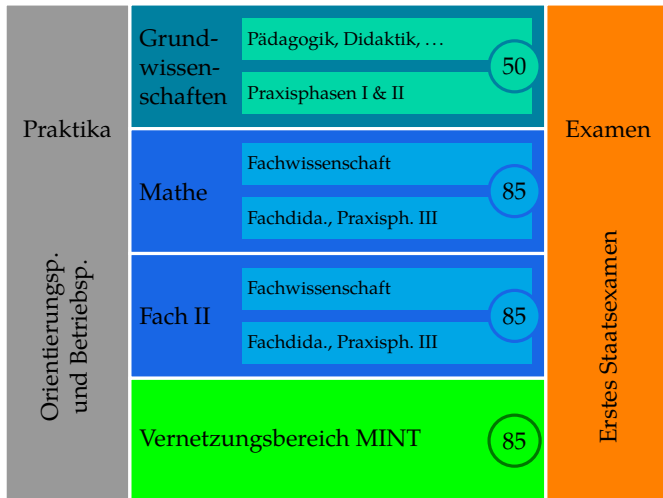 Praktika
Orientierungsp.
und Betriebsp.
Grund-
wissen-
schaften
Pädagogik, Didaktik, …
Praxisphasen I & II
50
Mathe
Fachwissenschaft
Fachdida., Praxisph. III
85
Fach II
Fachwissenschaft
Fachdida., Praxisph. III
85
Vernetzungsbereich MINT
85
Examen
Erstes Staatsexamen